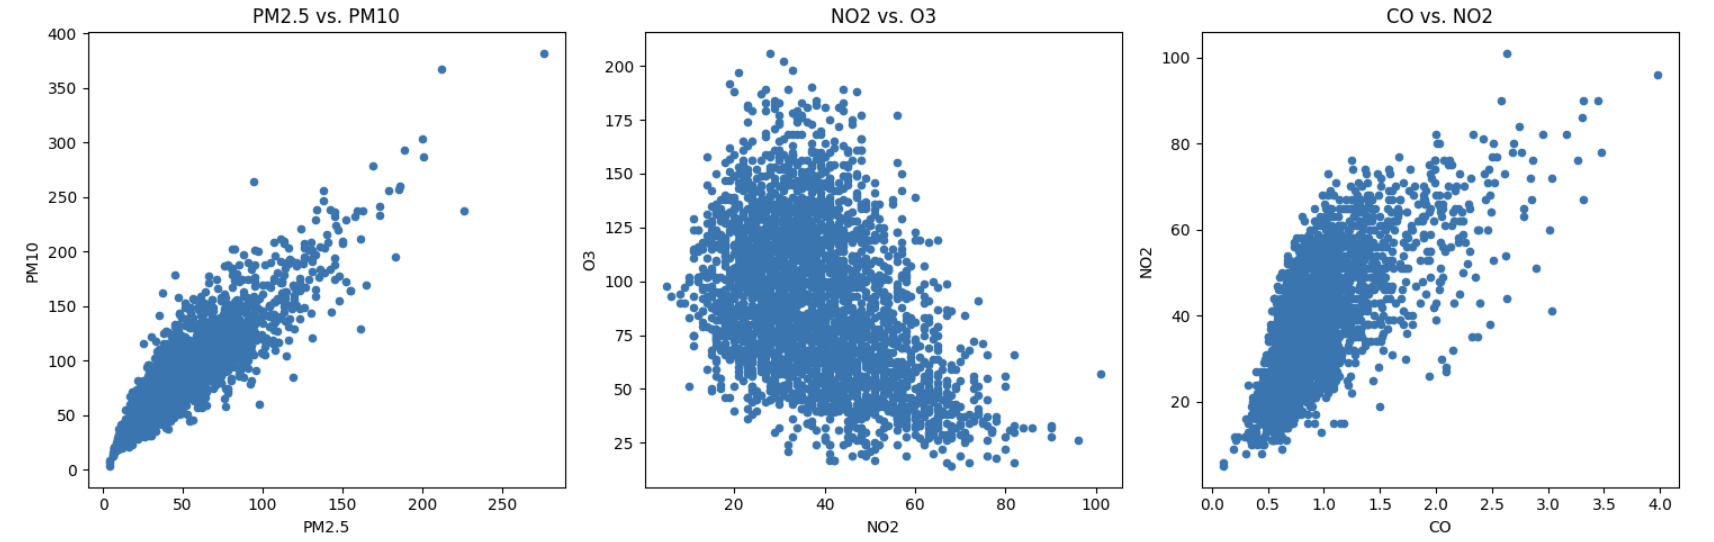 PM2.5 vs. PM10
400
350
300
250
200
150
100
50
0
PM10
0 50 100 150 200 250
PM2.5
NO2 vs. O3
200
175
150
125
100
75
50
25
O3
20 40 60 80 100
NO2
CO vs. NO2
100
80
60
40
20
NO2
0.0 0.5 1.0 1.5 2.0 2.5 3.0 3.5 4.0
CO